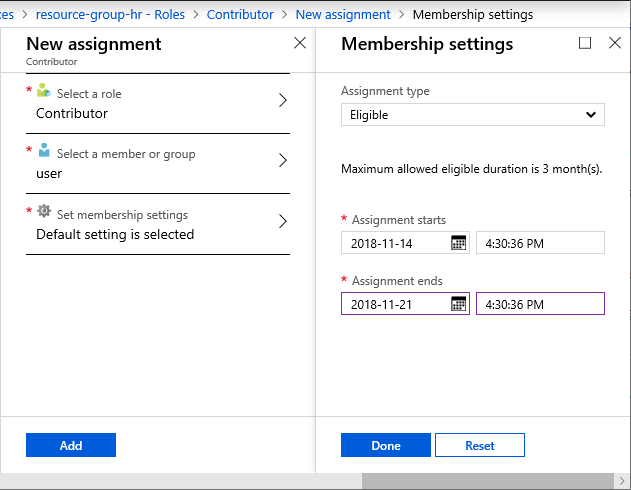 resource-group-hr - Roles > Contributor > New assignment > Membership settings
New assignment
Contributor
* Select a role
Contributor
* Select a member or group
user
* Set membership settings
Default setting is selected
Add
Membership settings
Assignment type
Eligible
Maximum allowed eligible duration is 3 month(s).
* Assignment starts
2018-11-14 4:30:36 PM
* Assignment ends
2018-11-21 4:30:36 PM
Done Reset